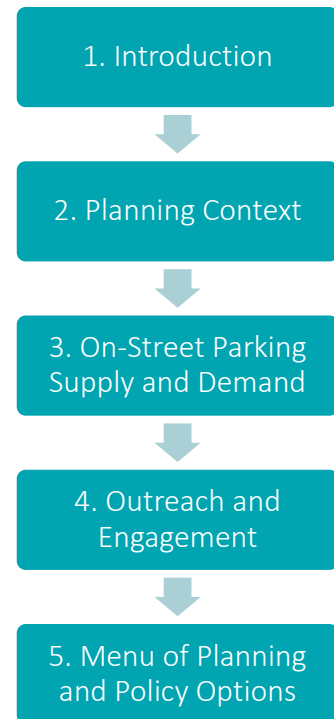 1. Introduction
2. Planning Context
3. On-Street Parking
Supply and Demand
4. Outreach and
Engagement
5. Menu of Planning
and Policy Options